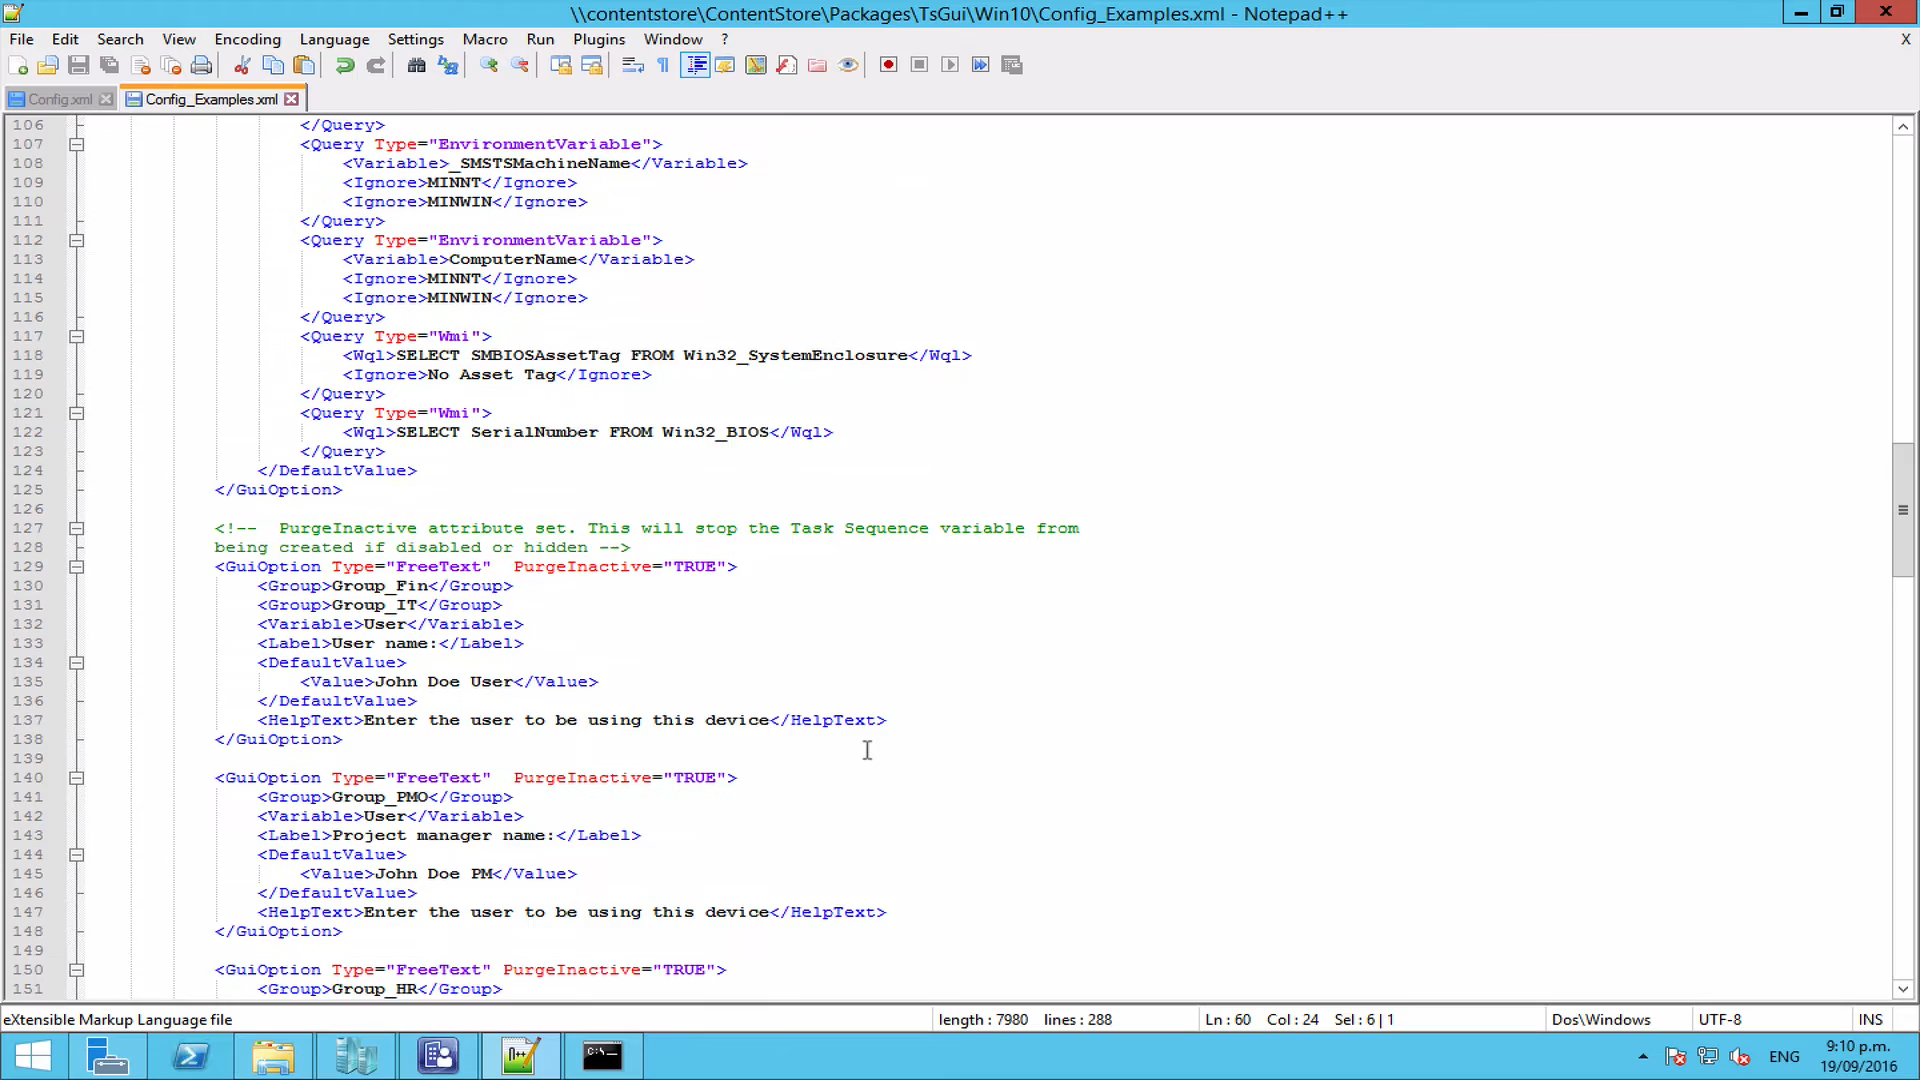 \\contentstore\ContentStore\Packages\TsGui\Win10\Config_Examples.xml - Notepad++
File Edit Search View Encoding Language Settings Macro Run Plugins Window ? X
Config.xml Config_Examples.xml
106 </Query>
107 <Query Type="EnvironmentVariable">
108 <Variable>_SMSTSMachineName</Variable>
109 <Ignore>MINNT</Ignore>
110 <Ignore>MINWIN</Ignore>
111 </Query>
112 <Query Type="EnvironmentVariable">
113 <Variable>ComputerName</Variable>
114 <Ignore>MINNT</Ignore>
115 <Ignore>MINWIN</Ignore>
116 </Query>
117 <Query Type="Wmi">
118 <Wql>SELECT SMBIOSAssetTag FROM Win32_SystemEnclosure</Wql>
119 <Ignore>No Asset Tag</Ignore>
120 </Query>
121 <Query Type="Wmi">
122 <Wql>SELECT SerialNumber FROM Win32_BIOS</Wql>
123 </Query>
124 </DefaultValue>
125 </GuiOption>
126
127 <!-- PurgeInactive attribute set. This will stop the Task Sequence variable from
128 being created if disabled or hidden -->
129 <GuiOption Type="FreeText" PurgeInactive="TRUE">
130 <Group>Group_Fin</Group>
131 <Group>Group_IT</Group>
132 <Variable>User</Variable>
133 <Label>User name:</Label>
134 <DefaultValue>
135 <Value>John Doe User</Value>
136 </DefaultValue>
137 <HelpText>Enter the user to be using this device</HelpText>
138 </GuiOption>
139
140 <GuiOption Type="FreeText" PurgeInactive="TRUE">
141 <Group>Group_PMO</Group>
142 <Variable>User</Variable>
143 <Label>Project manager name:</Label>
144 <DefaultValue>
145 <Value>John Doe PM</Value>
146 </DefaultValue>
147 <HelpText>Enter the user to be using this device</HelpText>
148 </GuiOption>
149
150 <GuiOption Type="FreeText" PurgeInactive="TRUE">
151 <Group>Group_HR</Group>
eXtensible Markup Language file length : 7980 lines : 288 Ln : 60 Col : 24 Sel : 6 | 1 Dos\Windows UTF-8 INS
ENG 9:10 p.m.
19/09/2016